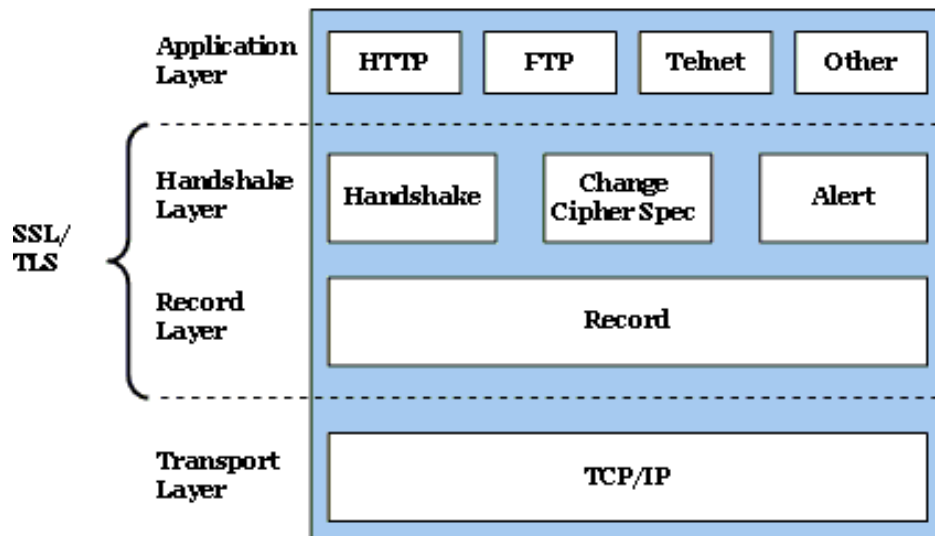 Application
Layer
HTTP
FTP
Telnet
Other
SSL/
TLS
Handshake
Layer
Handshake
Change
Cipher Spec
Alert
Record
Layer
Record
Transport
Layer
TCP/IP